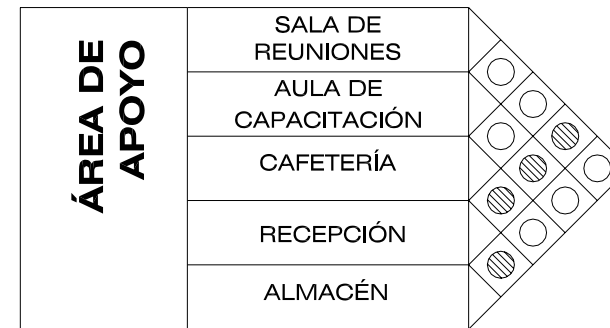 ÁREA DE
APOYO
SALA DE
REUNIONES
AULA DE
CAPACITACIÓN
CAFETERÍA
RECEPCIÓN
ALMACÉN